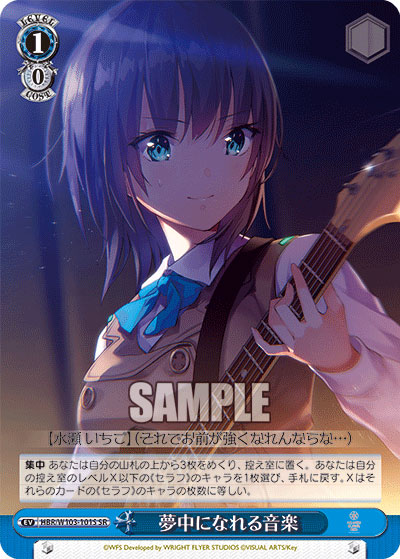 LEVEL
1
0
COST
SAMPLE
【水瀬 いちご】(それでお前が強くなれんならな…)
集中 あなたは自分の山札の上から3枚をめくり、控え室に置く。あなたは自分
の控え室のレベルX以下の《セラフ》のキャラを1枚選び、手札に戻す。Xはそ
れらのカードの《セラフ》のキャラの枚数に等しい。
EV HBR/W103-101S SR
夢中になれる音楽
©WFS Developed by WRIGHT FLYER STUDIOS ©VISUAL ARTS/Key